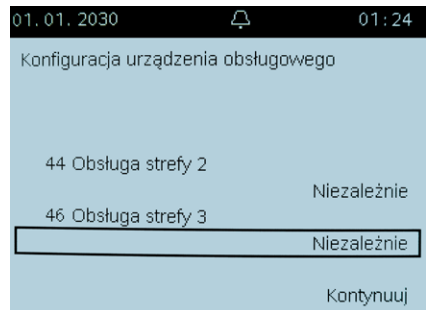 01.01.2030 01:24
Konfiguracja urządzenia obsługowego
44 Obsługa strefy 2
Niezależnie
46 Obsługa strefy 3
Niezależnie
Kontynuuj